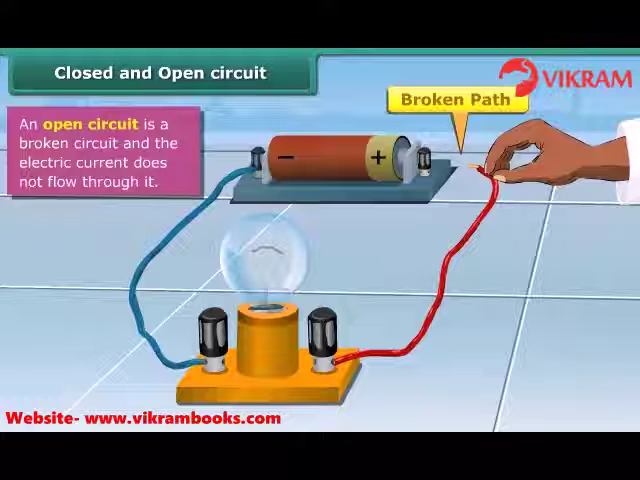 Closed and Open circuit
VIKRAM
Broken Path
An open circuit is a
broken circuit and the
electric current does
not flow through it.
−
+
Website- www.vikrambooks.com